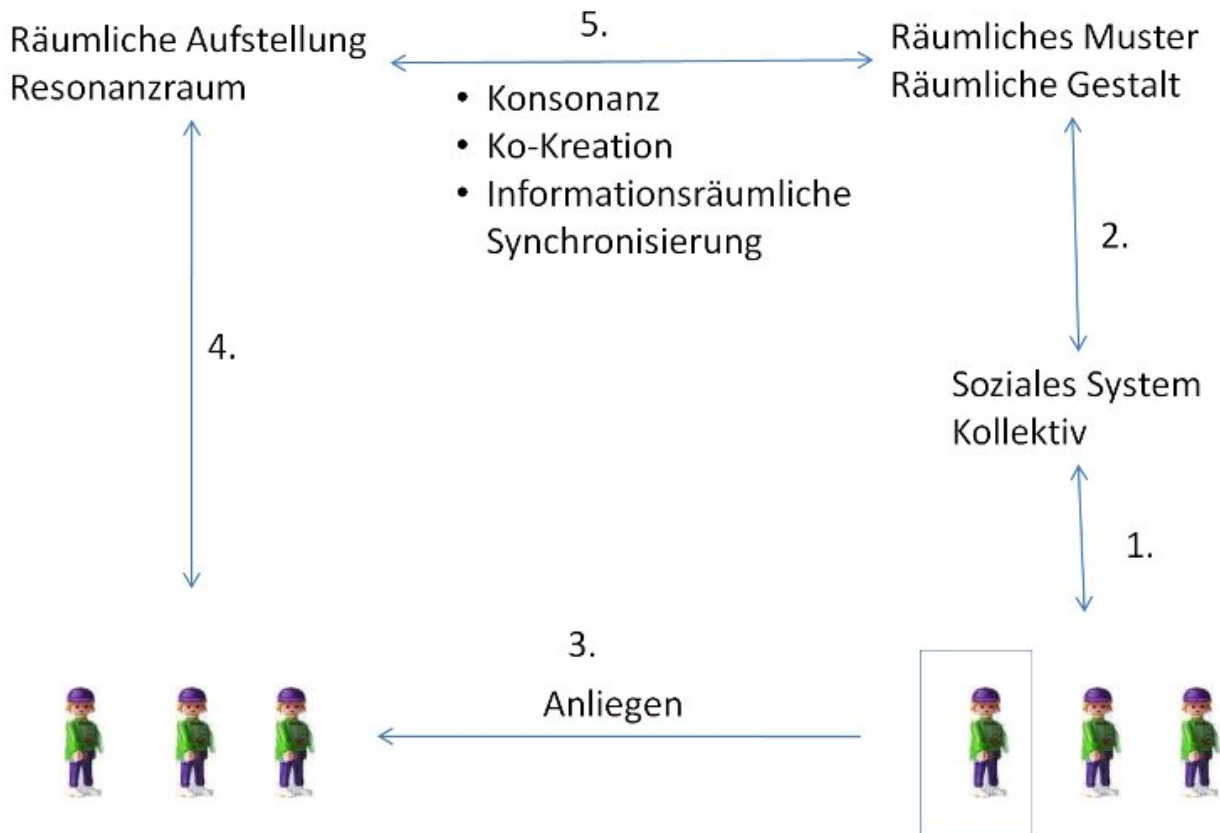 Räumliche Aufstellung
Resonanzraum
5.
• Konsonanz
• Ko-Kreation
• Informationsräumliche
Synchronisierung
Räumliches Muster
Räumliche Gestalt
2.
4.
Soziales System
Kollektiv
1.
3.
Anliegen